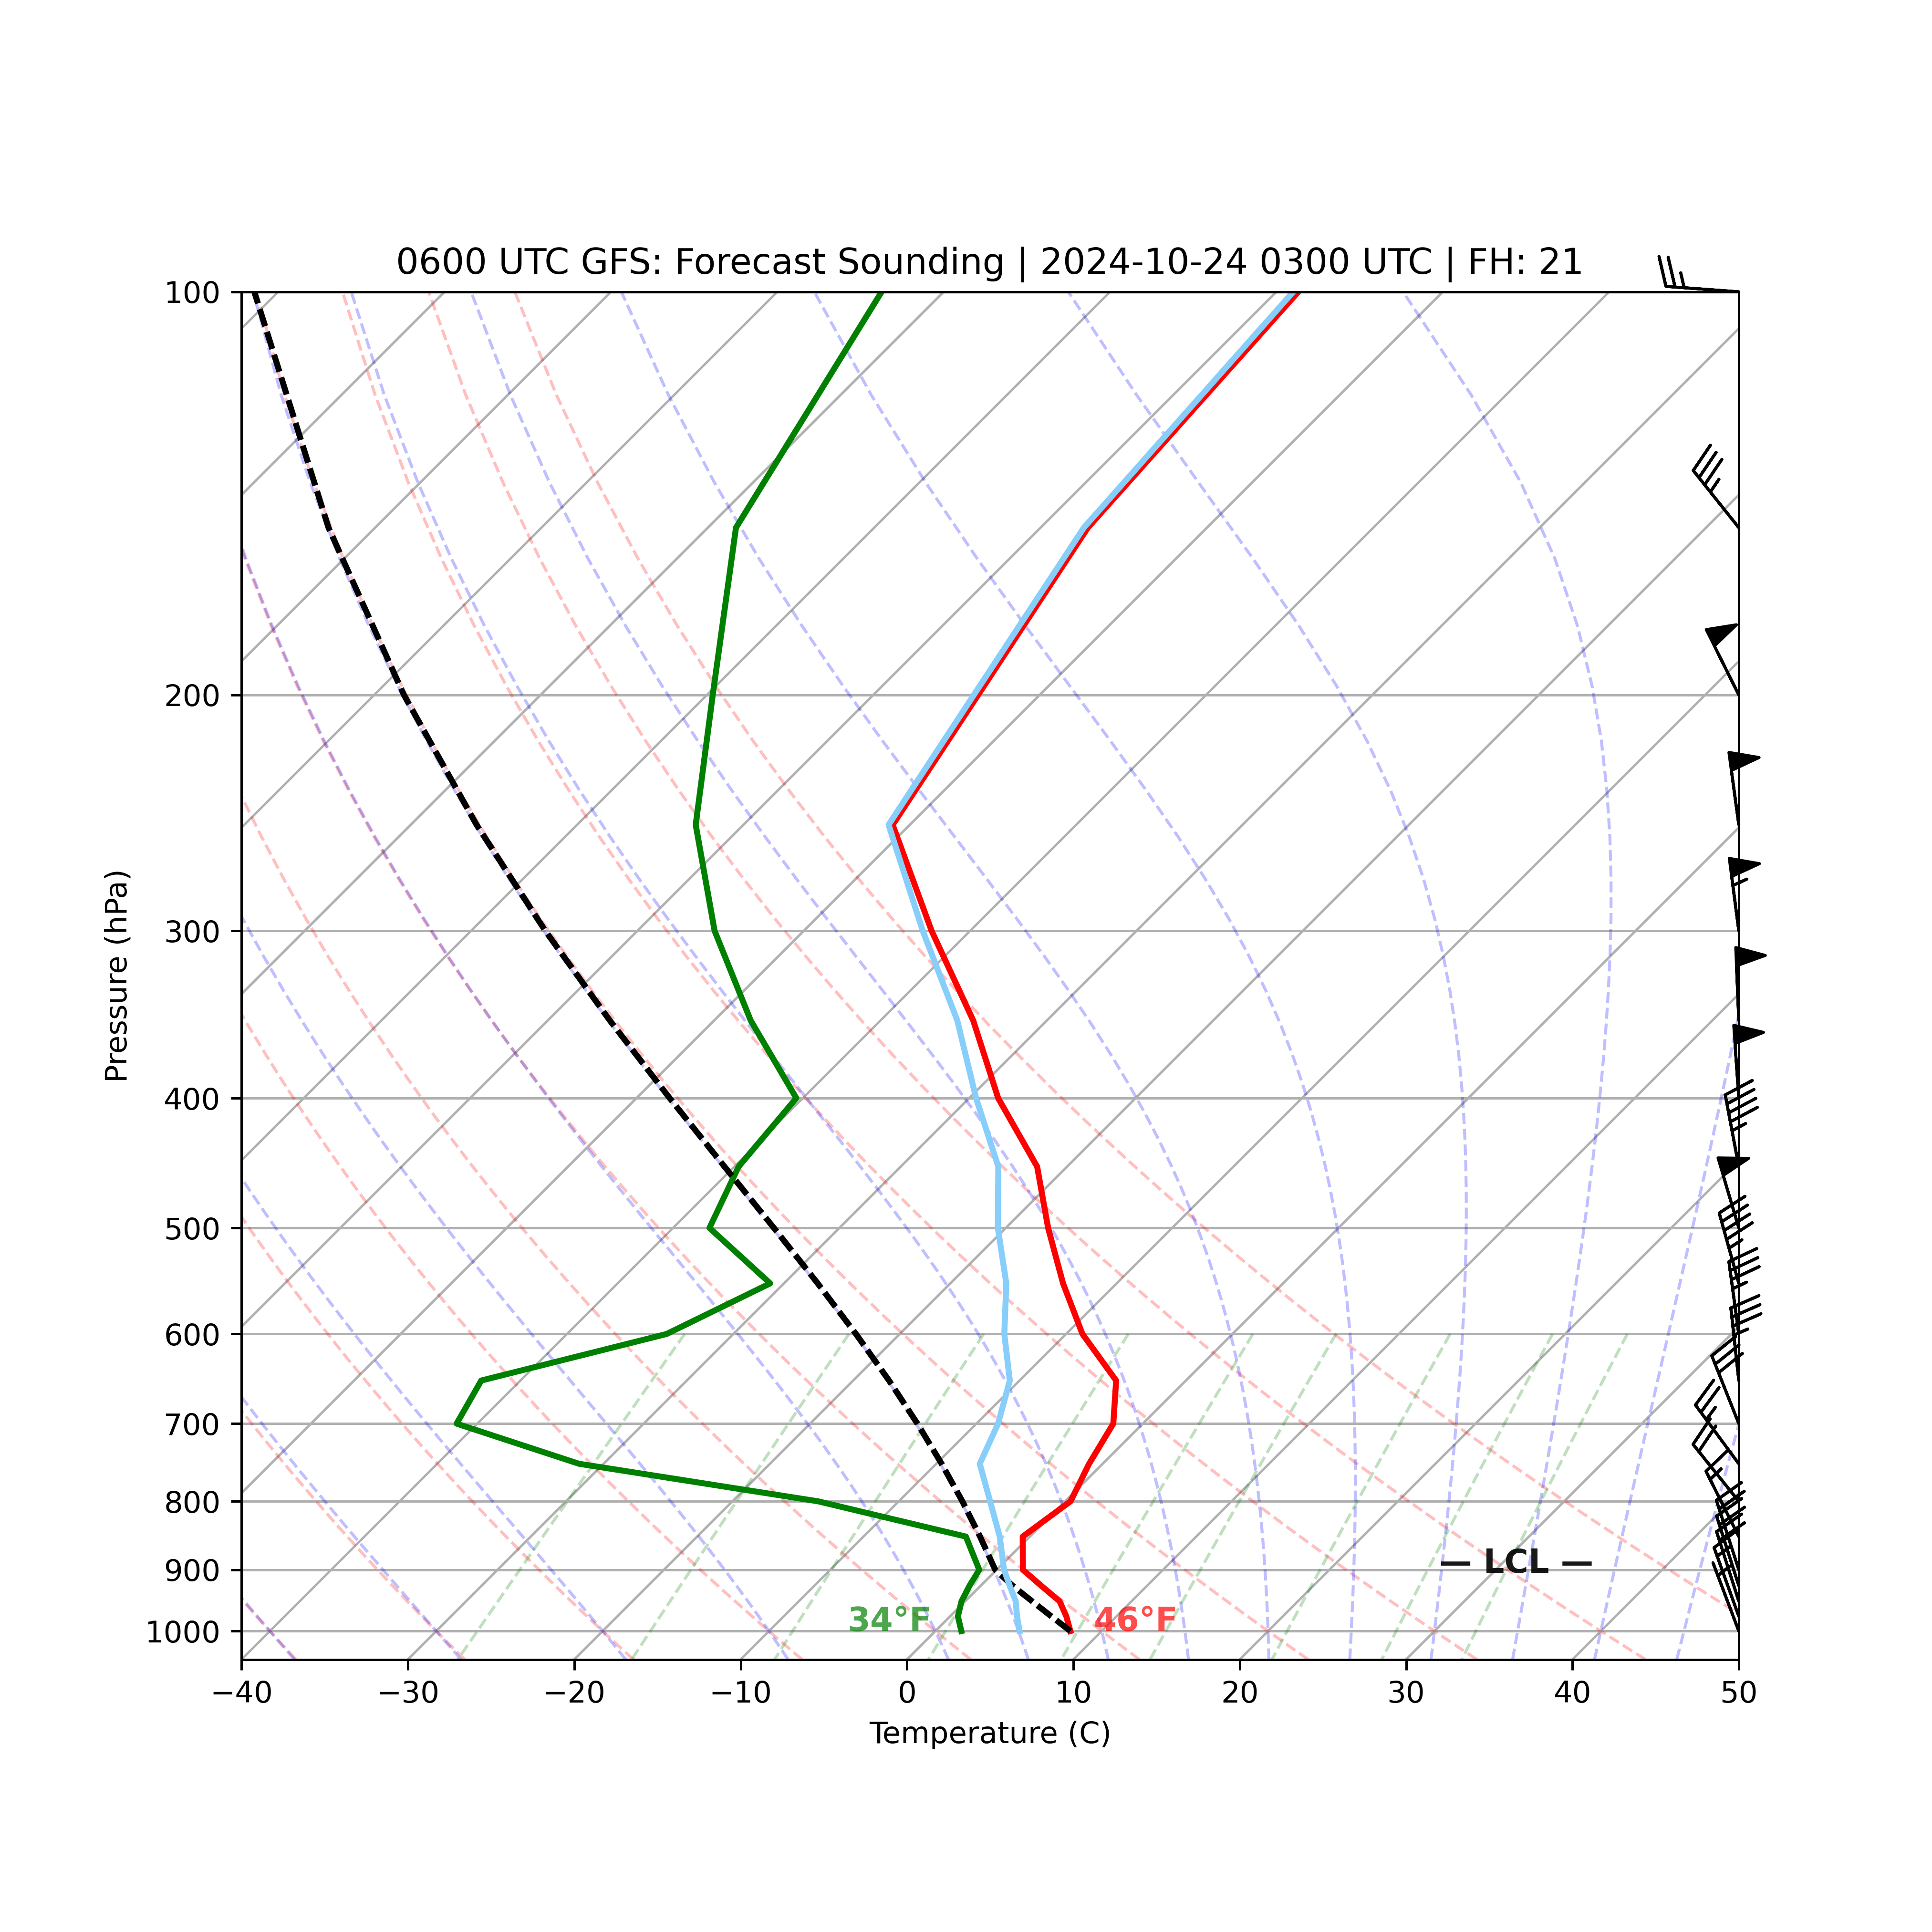 0600 UTC GFS: Forecast Sounding | 2024-10-24 0300 UTC | FH: 21
100
200
300
400
500
600
700
800
900
1000
Pressure (hPa)
— LCL —
34°F
46°F
−40 −30 −20 −10 0 10 20 30 40 50
Temperature (C)